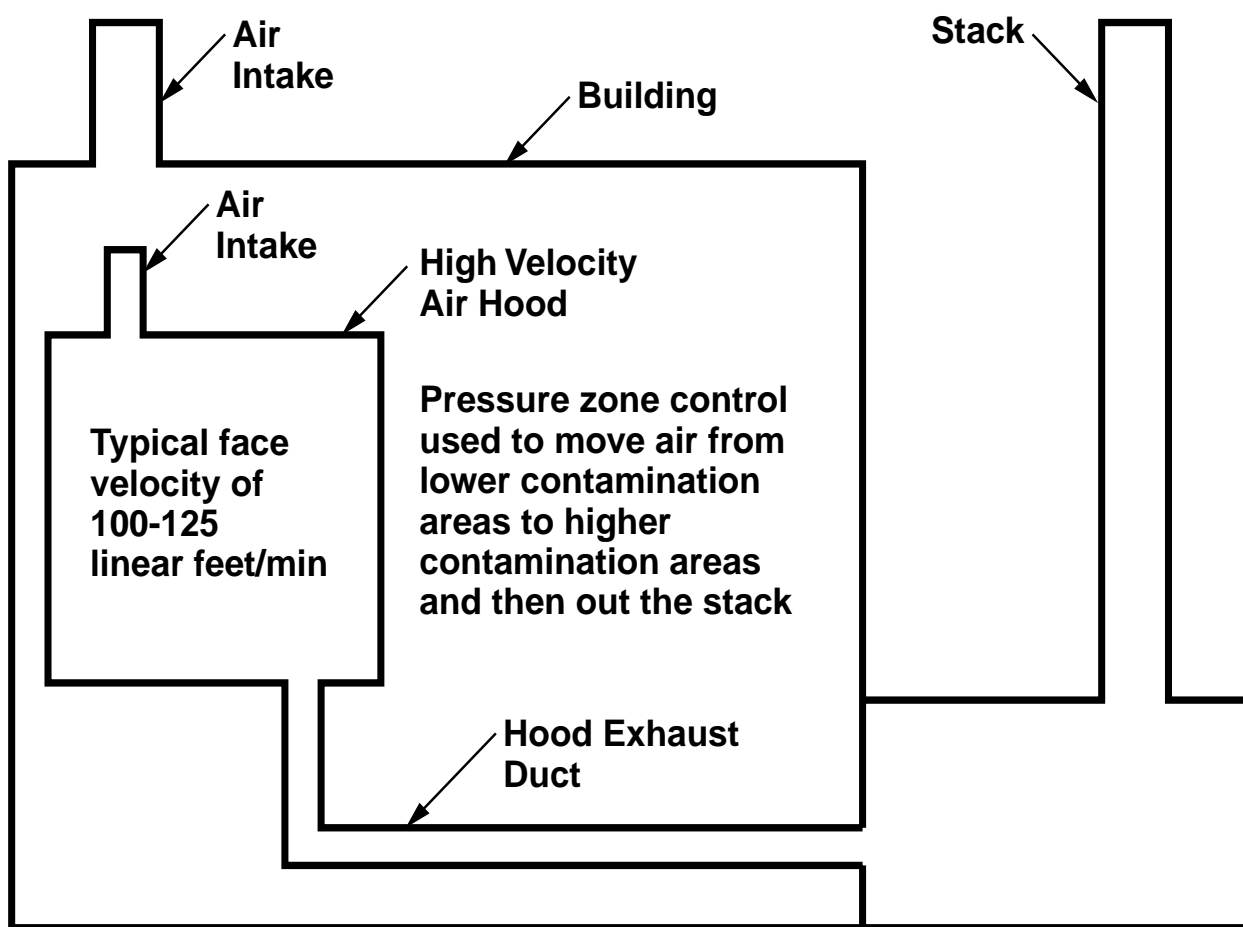 Air
Intake
Stack
Building
Air
Intake
High Velocity
Air Hood
Pressure zone control
used to move air from
lower contamination
areas to higher
contamination areas
and then out the stack
Typical face
velocity of
100-125
linear feet/min
Hood Exhaust
Duct